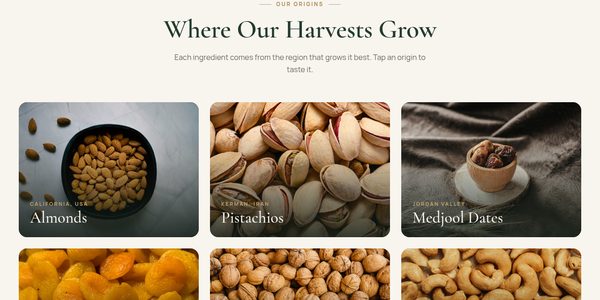 OUR ORIGINS
Where Our Harvests Grow
Each ingredient comes from the region that grows it best. Tap an origin to
taste it.
CALIFORNIA, USA
Almonds
KERMAN, IRAN
Pistachios
JORDAN VALLEY
Medjool Dates